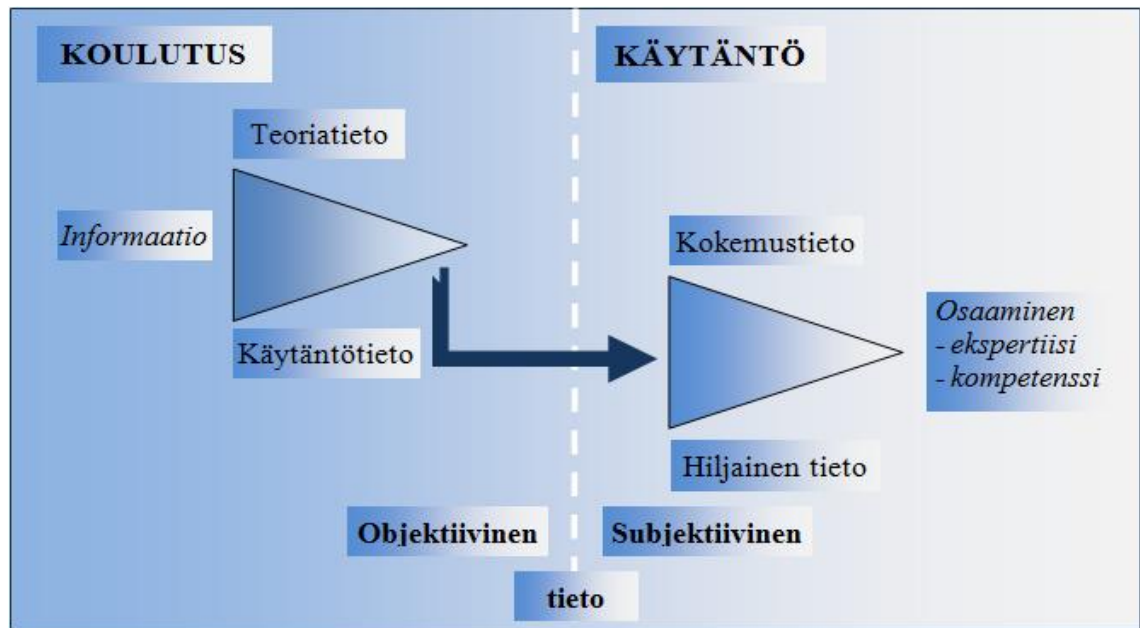 KOULUTUS
KÄYTÄNTÖ
Teoriatieto
Informaatio
Käytäntötieto
Kokemustieto
Hiljainen tieto
Osaaminen
- ekspertiisi
- kompetenssi
Objektiivinen
Subjektiivinen
tieto